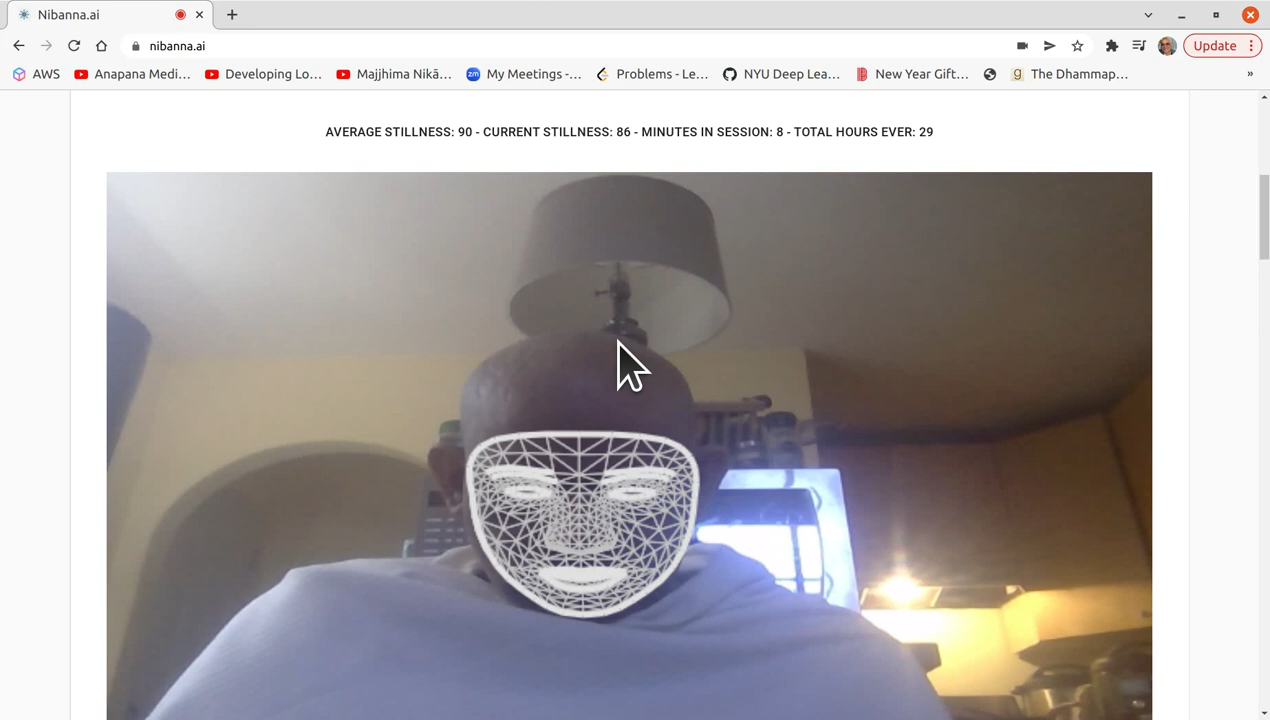 Nibanna.ai
nibanna.ai
Update
AWS
Anapana Medi...
Developing Lo...
Majjhima Nikā...
My Meetings -...
Problems - Le...
NYU Deep Lea...
New Year Gift...
The Dhammap...
»
AVERAGE STILLNESS: 90 - CURRENT STILLNESS: 86 - MINUTES IN SESSION: 8 - TOTAL HOURS EVER: 29